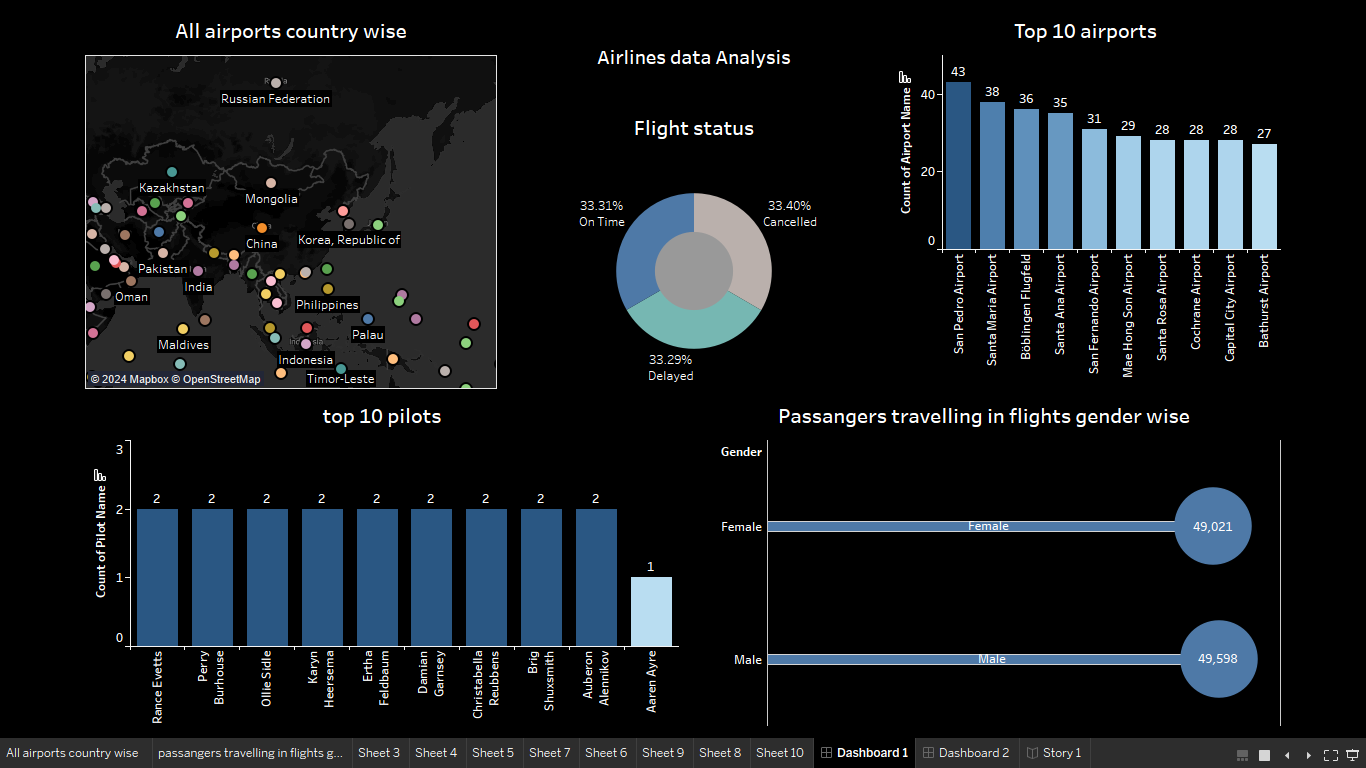 All airports country wise
Russian Federation
Kazakhstan
Mongolia
China
Korea, Republic of
Pakistan
India
Oman
Philippines
Maldives
Palau
Indonesia
Timor-Leste
© 2024 Mapbox © OpenStreetMap
Airlines data Analysis
Flight status
33.31%
On Time
33.40%
Cancelled
33.29%
Delayed
Top 10 airports
Count of Airport Name
40
20
0
43
38
36
35
31
29
28
28
28
27
San Pedro Airport
Santa Maria Airport
Böblingen Flugfeld
Santa Ana Airport
San Fernando Airport
Mae Hong Son Airport
Santa Rosa Airport
Cochrane Airport
Capital City Airport
Bathurst Airport
top 10 pilots
Count of Pilot Name
3
2
1
0
2
2
2
2
2
2
2
2
2
1
Rance Evetts
Perry
Burhouse
Ollie Sidle
Karyn
Heersema
Ertha
Feldbaum
Damian
Garnsey
Christabella
Reubbens
Brig
Shuxsmith
Auberon
Alennikov
Aaren Ayre
Passangers travelling in flights gender wise
Gender
Female
Female
49,021
Male
Male
49,598
All airports country wise
passangers travelling in flights g...
Sheet 3
Sheet 4
Sheet 5
Sheet 7
Sheet 6
Sheet 9
Sheet 8
Sheet 10
Dashboard 1
Dashboard 2
Story 1